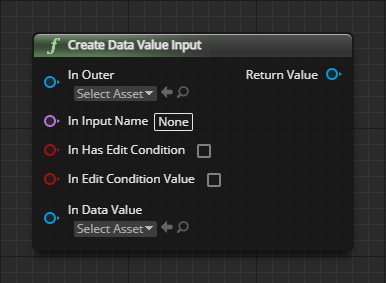 Create Data Value Input
In Outer
Return Value
Select Asset
In Input Name
None
In Has Edit Condition
In Edit Condition Value
In Data Value
Select Asset